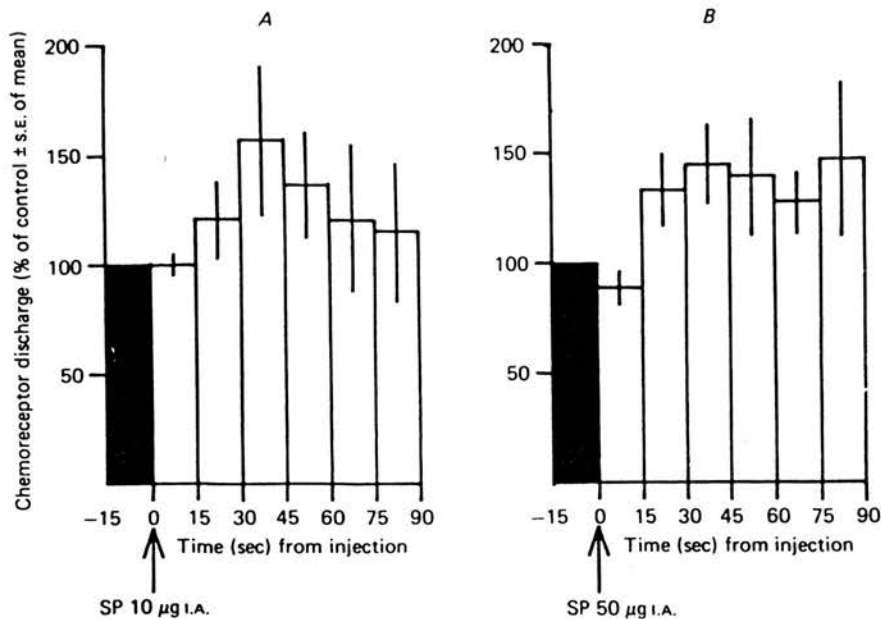 A
B
Chemoreceptor discharge (% of control ± s.e. of mean)
200
150
100
50
200
150
100
50
−15 0 15 30 45 60 75 90
−15 0 15 30 45 60 75 90
Time (sec) from injection
Time (sec) from injection
SP 10 μg I.A.
SP 50 μg I.A.